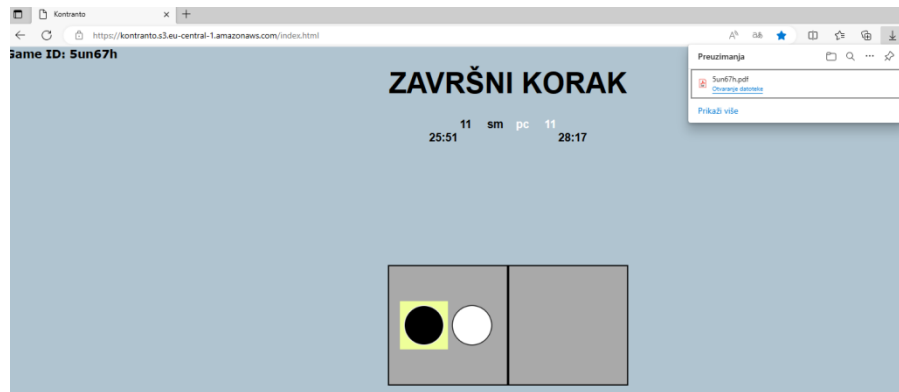 Kontranto
https://kontranto.s3.eu-central-1.amazonaws.com/index.html
Game ID: 5un67h
Preuzimanja
5un67h.pdf
Otvaranje datoteke
Prikaži više
ZAVRŠNI KORAK
11 sm pc 11
25:51 28:17